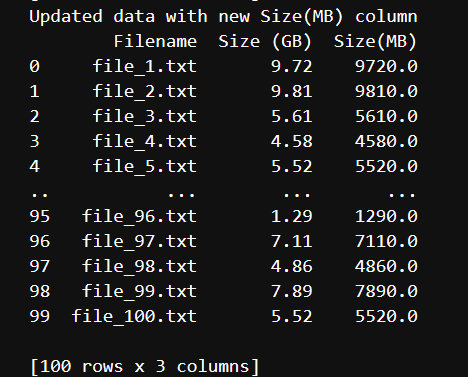 Updated data with new Size(MB) column
Filename Size (GB) Size(MB)
0 file_1.txt 9.72 9720.0
1 file_2.txt 9.81 9810.0
2 file_3.txt 5.61 5610.0
3 file_4.txt 4.58 4580.0
4 file_5.txt 5.52 5520.0
.. ... ... ...
95 file_96.txt 1.29 1290.0
96 file_97.txt 7.11 7110.0
97 file_98.txt 4.86 4860.0
98 file_99.txt 7.89 7890.0
99 file_100.txt 5.52 5520.0
[100 rows x 3 columns]